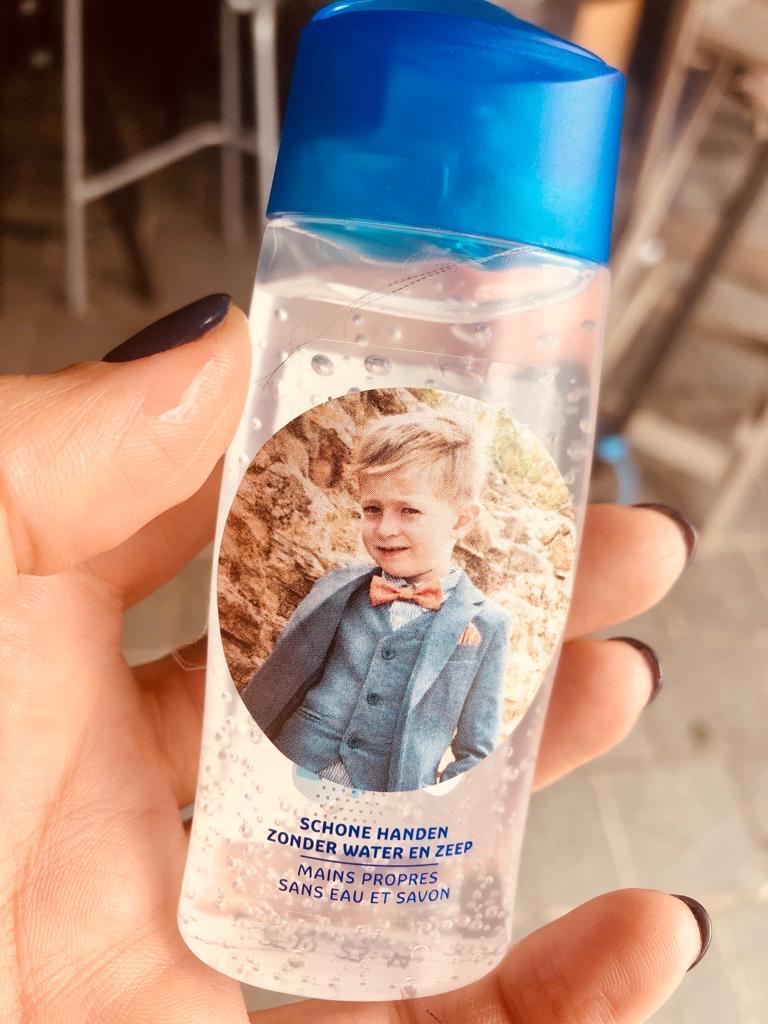 SCHONE HANDEN
ZONDER WATER EN ZEEP
MAINS PROPRES
SANS EAU ET SAVON